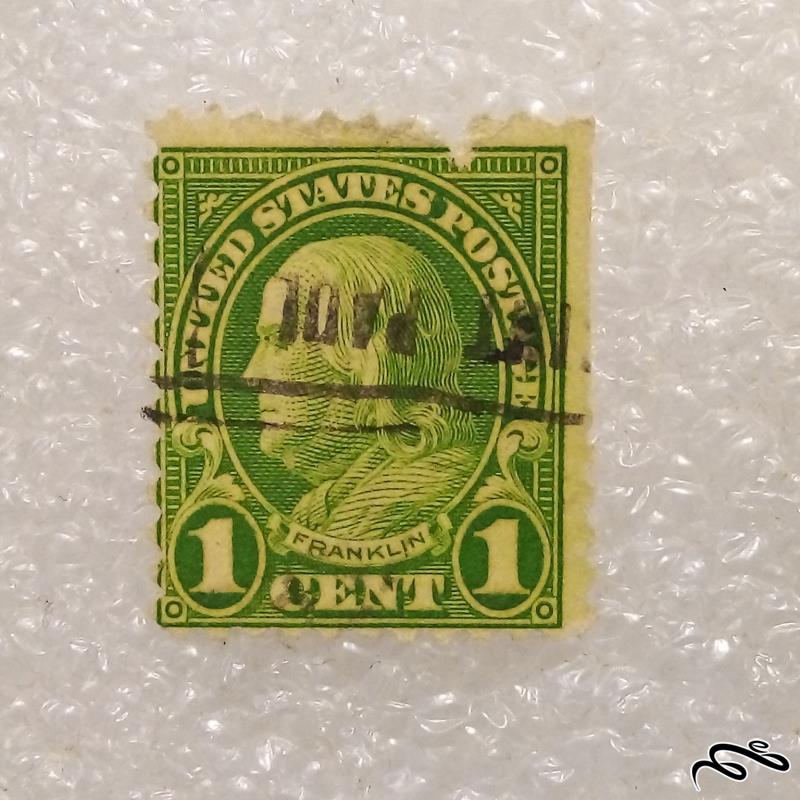 UNITED STATES POSTAGE
FRANKLIN
1 CENT 1